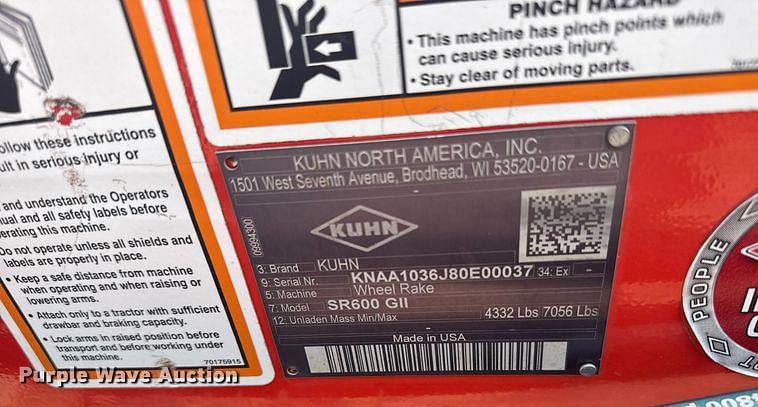 PINCH HAZARD
• This machine has pinch points which
can cause serious injury.
• Stay clear of moving parts.
follow these instructions
in serious injury or
and understand the Operators
and all safety labels before
operating this machine.
Do not operate unless all shields and
labels are properly in place.
• Keep a safe distance from machine
when operating and when raising or
lowering arms.
• Attach only to a tractor with sufficient
drawbar and braking capacity.
• Lock arms in raised position before
transport and before working under
this machine.
70175915
KUHN NORTH AMERICA, INC.
1501 West Seventh Avenue, Brodhead, WI 53520-0167 - USA
KUHN
09994300
3: Brand KUHN
9: Serial Nr. KNAA1036J80E00037 34: Ex -
5: Machine Wheel Rake
7: Model SR600 GII
12: Unladen Mass Min/Max 4332 Lbs 7056 Lbs
Made in USA
PEOPLE
Purple Wave Auction